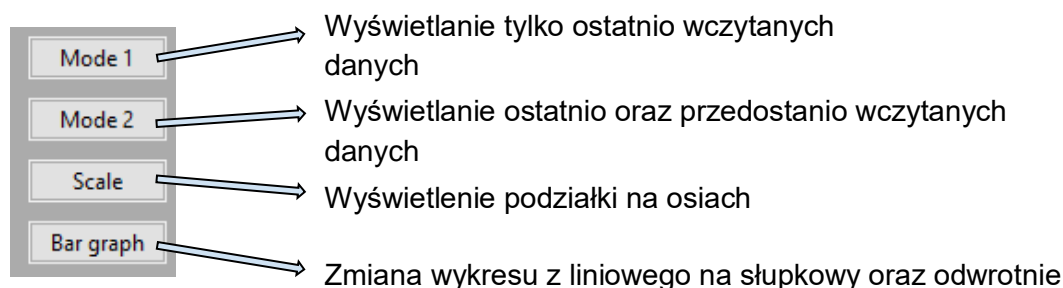 Mode 1
Wyświetlanie tylko ostatnio wczytanych
danych
Mode 2
Wyświetlanie ostatnio oraz przedostanio wczytanych
danych
Scale
Wyświetlenie podziałki na osiach
Bar graph
Zmiana wykresu z liniowego na słupkowy oraz odwrotnie